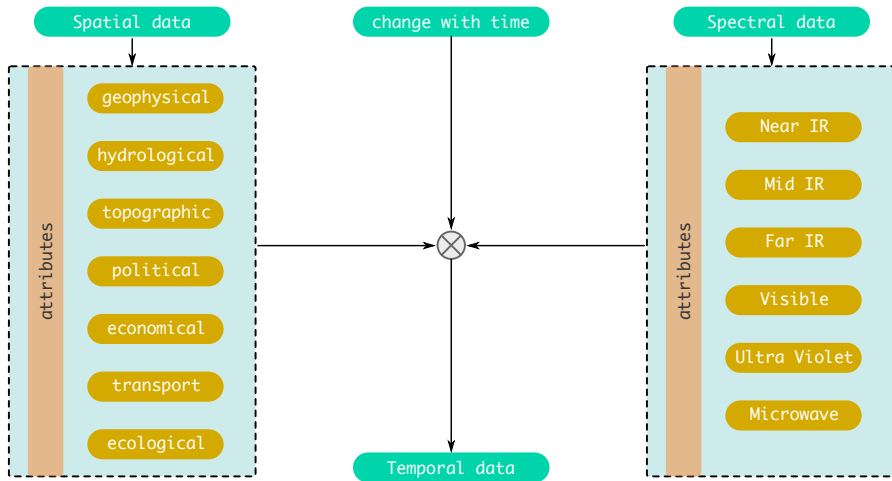 Spatial data
change with time
Spectral data
attributes
geophysical
hydrological
topographic
political
economical
transport
ecological
attributes
Near IR
Mid IR
Far IR
Visible
Ultra Violet
Microwave
Temporal data